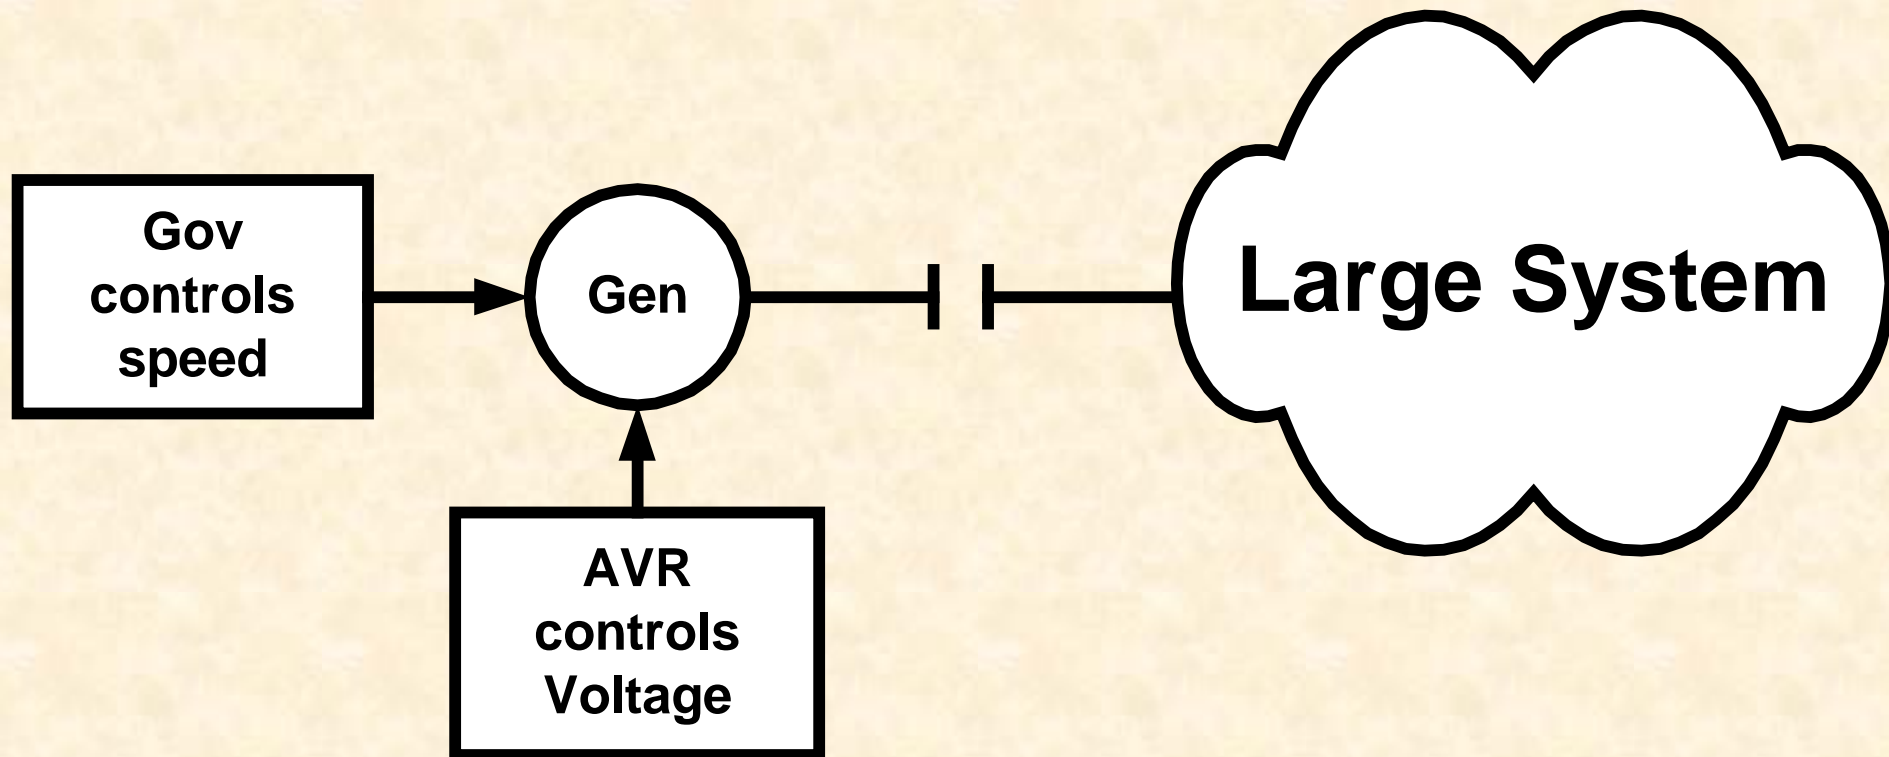 Gov
controls
speed
Gen
Large System
AVR
controls
Voltage